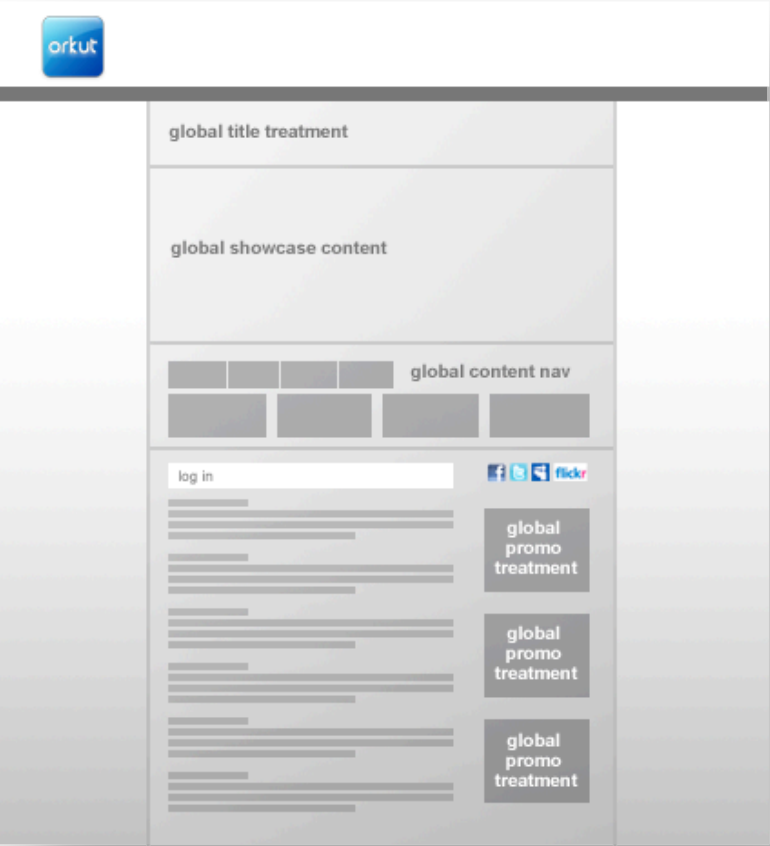 orkut
global title treatment
global showcase content
global content nav
log in
f t flickr
global
promo
treatment
global
promo
treatment
global
promo
treatment